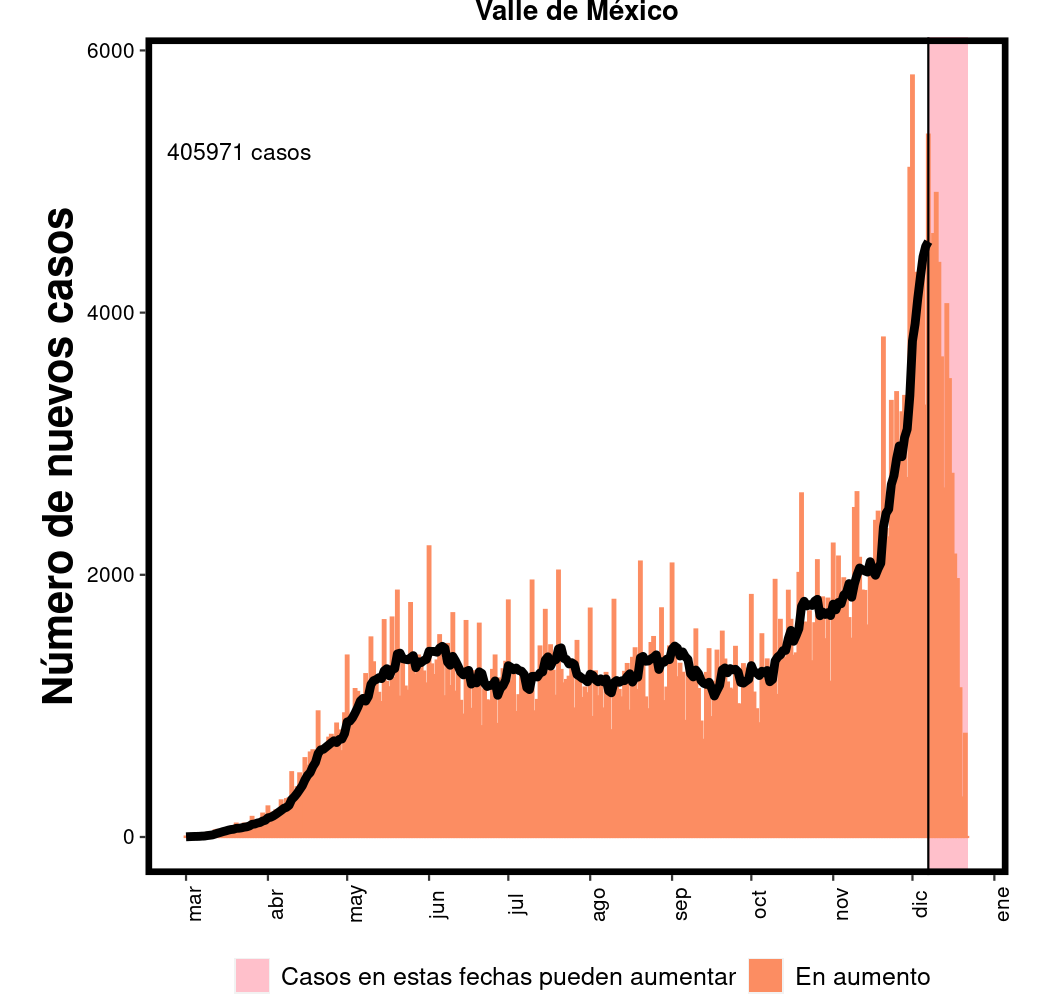 Valle de México
6000
405971 casos
4000
2000
0
Número de nuevos casos
mar
abr
may
jun
jul
ago
sep
oct
nov
dic
ene
Casos en estas fechas pueden aumentar
En aumento